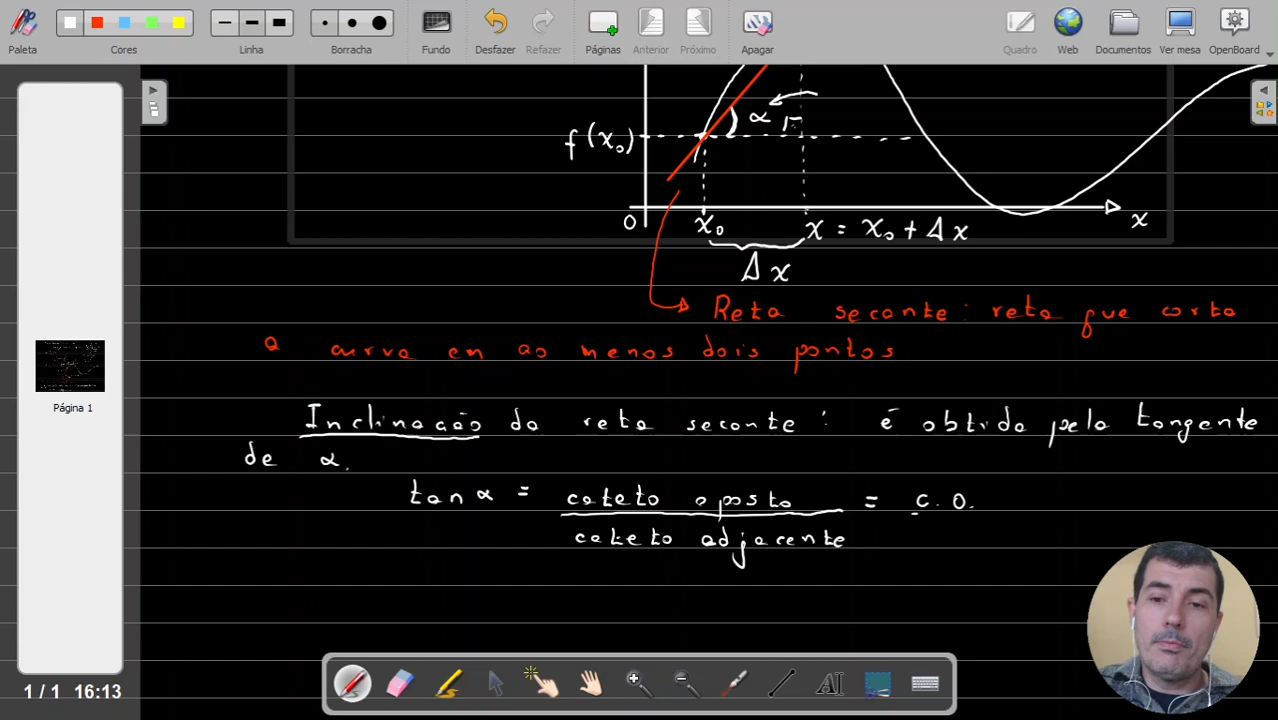 Paleta Cores Linha Borracha Fundo Desfazer Refazer Páginas Anterior Próximo Apagar Quadro Web Documentos Ver mesa OpenBoard
α
f(x₀)
0 x₀ x = x₀ + Δx x
Δx
Reta secante: reta que corta
a curva em ao menos dois pontos
Página 1
Inclinação da reta secante: é obtida pela tangente
de α.
tan α = cateto oposto = C.O.
cateto adjacente
AI
1 / 1 16:13